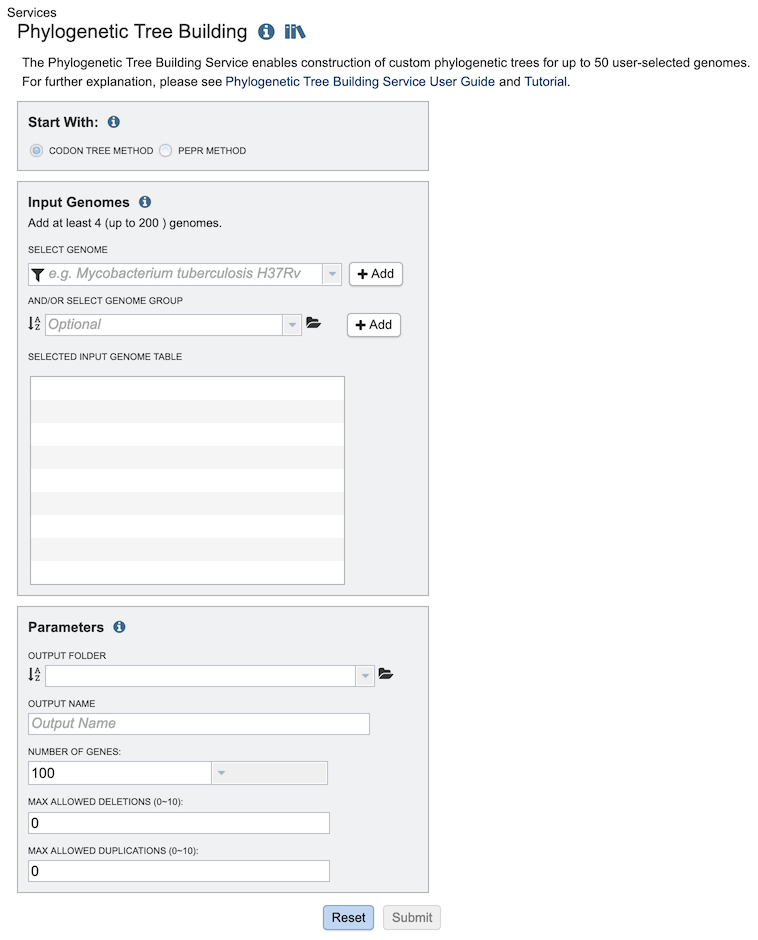 Services
Phylogenetic Tree Building
The Phylogenetic Tree Building Service enables construction of custom phylogenetic trees for up to 50 user-selected genomes.
For further explanation, please see Phylogenetic Tree Building Service User Guide and Tutorial.
Start With:
CODON TREE METHOD PEPR METHOD
Input Genomes
Add at least 4 (up to 200 ) genomes.
SELECT GENOME
e.g. Mycobacterium tuberculosis H37Rv Add
AND/OR SELECT GENOME GROUP
Optional Add
SELECTED INPUT GENOME TABLE
Parameters
OUTPUT FOLDER
OUTPUT NAME
Output Name
NUMBER OF GENES:
100
MAX ALLOWED DELETIONS (0~10):
0
MAX ALLOWED DUPLICATIONS (0~10):
0
Reset Submit